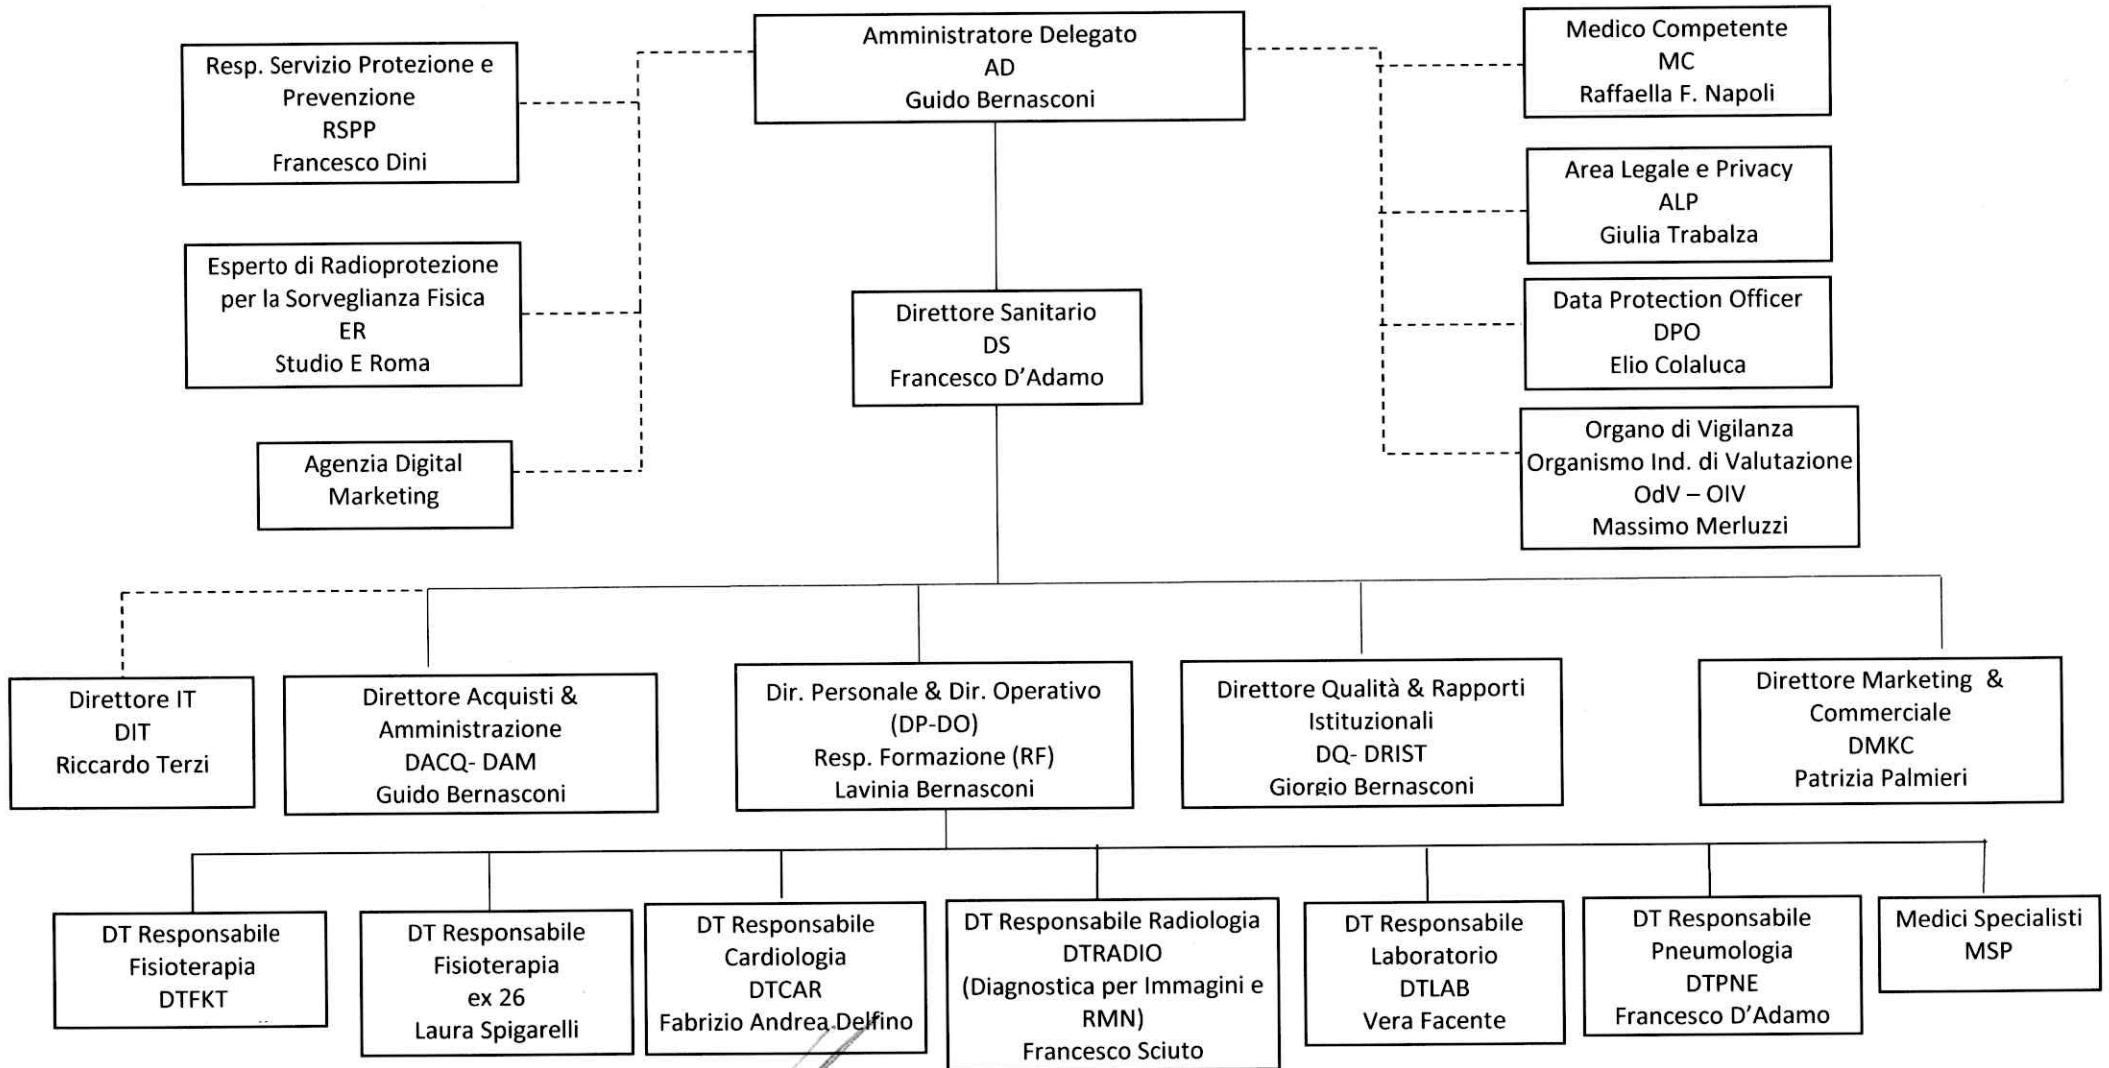 Amministratore Delegato
AD
Guido Bernasconi
Resp. Servizio Protezione e
Prevenzione
RSPP
Francesco Dini
Esperto di Radioprotezione
per la Sorveglianza Fisica
ER
Studio E Roma
Agenzia Digital
Marketing
Medico Competente
MC
Raffaella F. Napoli
Area Legale e Privacy
ALP
Giulia Trabalza
Data Protection Officer
DPO
Elio Colaluca
Organo di Vigilanza
Organismo Ind. di Valutazione
OdV – OIV
Massimo Merluzzi
Direttore Sanitario
DS
Francesco D’Adamo
Direttore IT
DIT
Riccardo Terzi
Direttore Acquisti &
Amministrazione
DACQ- DAM
Guido Bernasconi
Dir. Personale & Dir. Operativo
(DP-DO)
Resp. Formazione (RF)
Lavinia Bernasconi
Direttore Qualità & Rapporti
Istituzionali
DQ- DRIST
Giorgio Bernasconi
Direttore Marketing &
Commerciale
DMKC
Patrizia Palmieri
DT Responsabile
Fisioterapia
DTFKT
DT Responsabile
Fisioterapia
ex 26
Laura Spigarelli
DT Responsabile
Cardiologia
DTCAR
Fabrizio Andrea Delfino
DT Responsabile Radiologia
DTRADIO
(Diagnostica per Immagini e
RMN)
Francesco Sciuto
DT Responsabile
Laboratorio
DTLAB
Vera Facente
DT Responsabile
Pneumologia
DTPNE
Francesco D’Adamo
Medici Specialisti
MSP